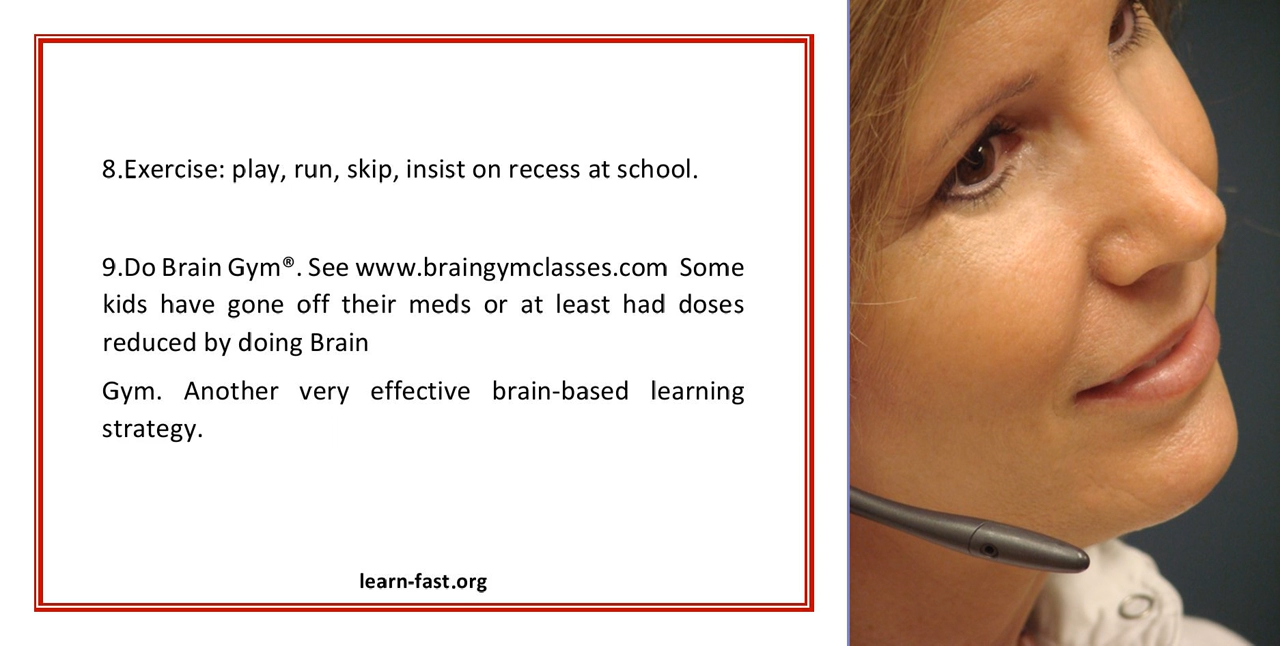 8.Exercise: play, run, skip, insist on recess at school.
9.Do Brain Gym®. See www.braingymclasses.com Some
kids have gone off their meds or at least had doses
reduced by doing Brain
Gym. Another very effective brain-based learning
strategy.
learn-fast.org